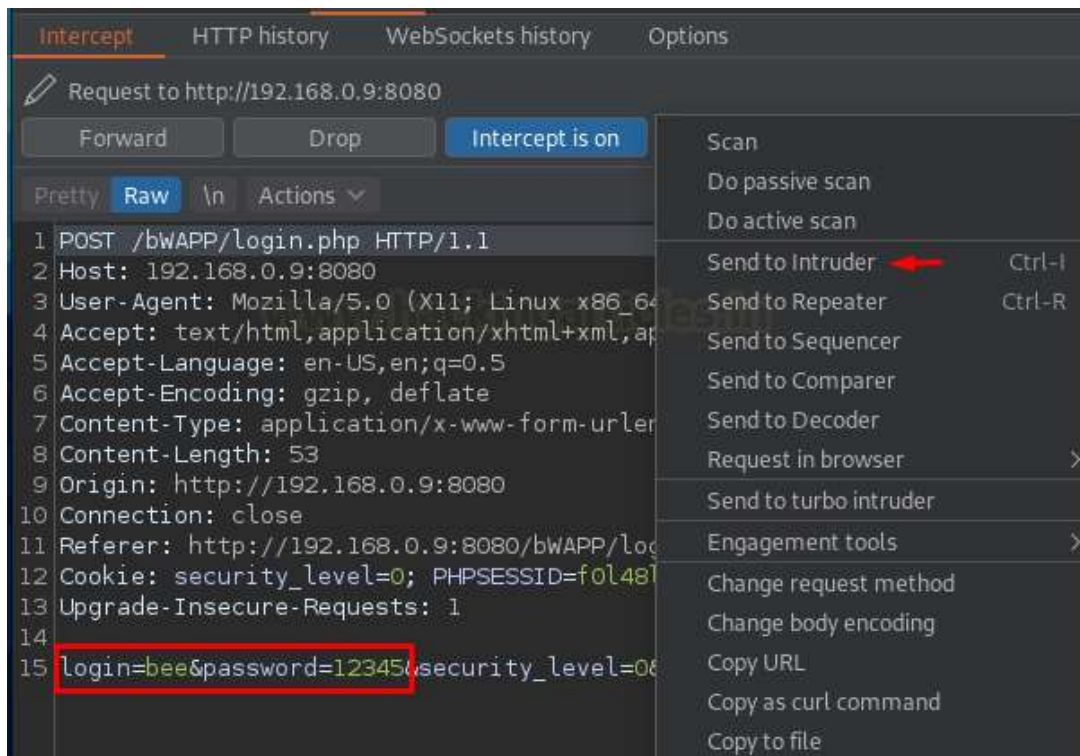 Intercept HTTP history WebSockets history Options
Request to http://192.168.0.9:8080
Forward Drop Intercept is on
Pretty Raw \n Actions
1 POST /bWAPP/login.php HTTP/1.1
2 Host: 192.168.0.9:8080
3 User-Agent: Mozilla/5.0 (X11; Linux x86_64
4 Accept: text/html,application/xhtml+xml,ap
5 Accept-Language: en-US,en;q=0.5
6 Accept-Encoding: gzip, deflate
7 Content-Type: application/x-www-form-urlen
8 Content-Length: 53
9 Origin: http://192.168.0.9:8080
10 Connection: close
11 Referer: http://192.168.0.9:8080/bWAPP/log
12 Cookie: security_level=0; PHPSESSID=f0l48l
13 Upgrade-Insecure-Requests: 1
14
15 login=bee&password=12345&security_level=0&
Scan
Do passive scan
Do active scan
Send to Intruder Ctrl-I
Send to Repeater Ctrl-R
Send to Sequencer
Send to Comparer
Send to Decoder
Request in browser
Send to turbo intruder
Engagement tools
Change request method
Change body encoding
Copy URL
Copy as curl command
Copy to file